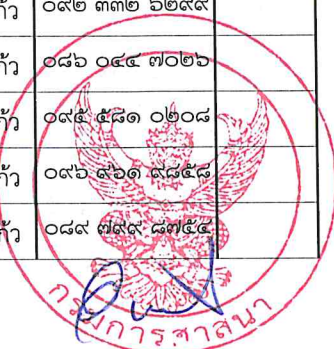 ก้ว ๐๙๒ ๓๓๒ ๖๒๙๙
ก้ว ๐๘๖ ๐๔๔ ๗๐๒๖
ก้ว ๐๙๕ ๕๘๑ ๐๒๐๘
ก้ว ๐๙๖ ๙๖๑ ๙๘๕๘
ก้ว ๐๘๙ ๗๙๙ ๘๗๕๔
กรมการศาสนา